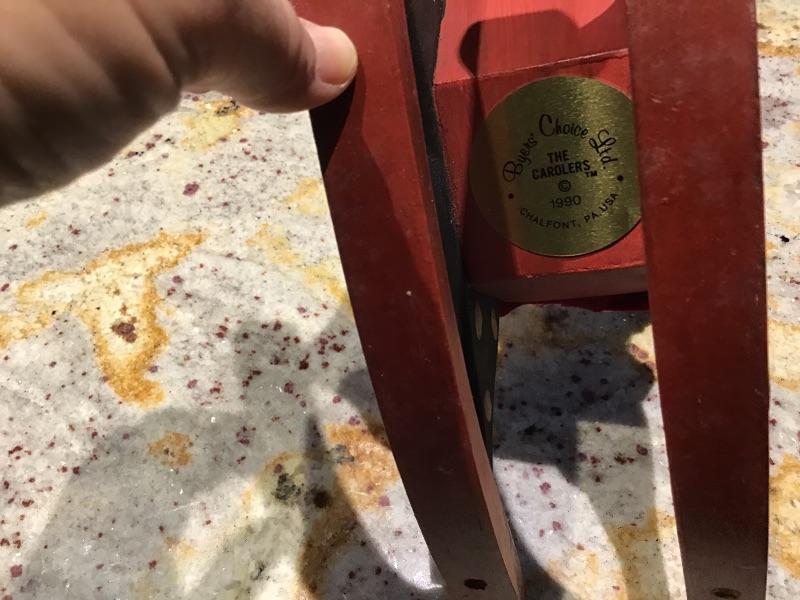 Byers' Choice Ltd.
THE
CAROLERS™
©
1990
CHALFONT, PA USA